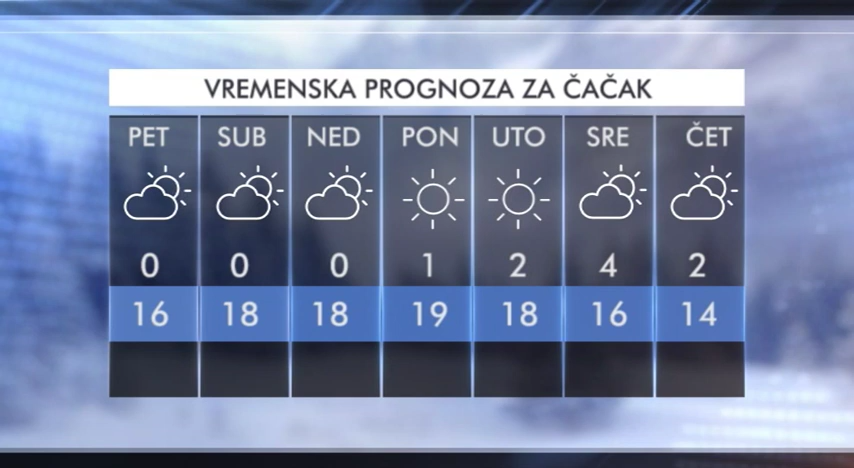 VREMENSKA PROGNOZA ZA ČAČAK
PET SUB NED PON UTO SRE ČET
0 0 0 1 2 4 2
16 18 18 19 18 16 14